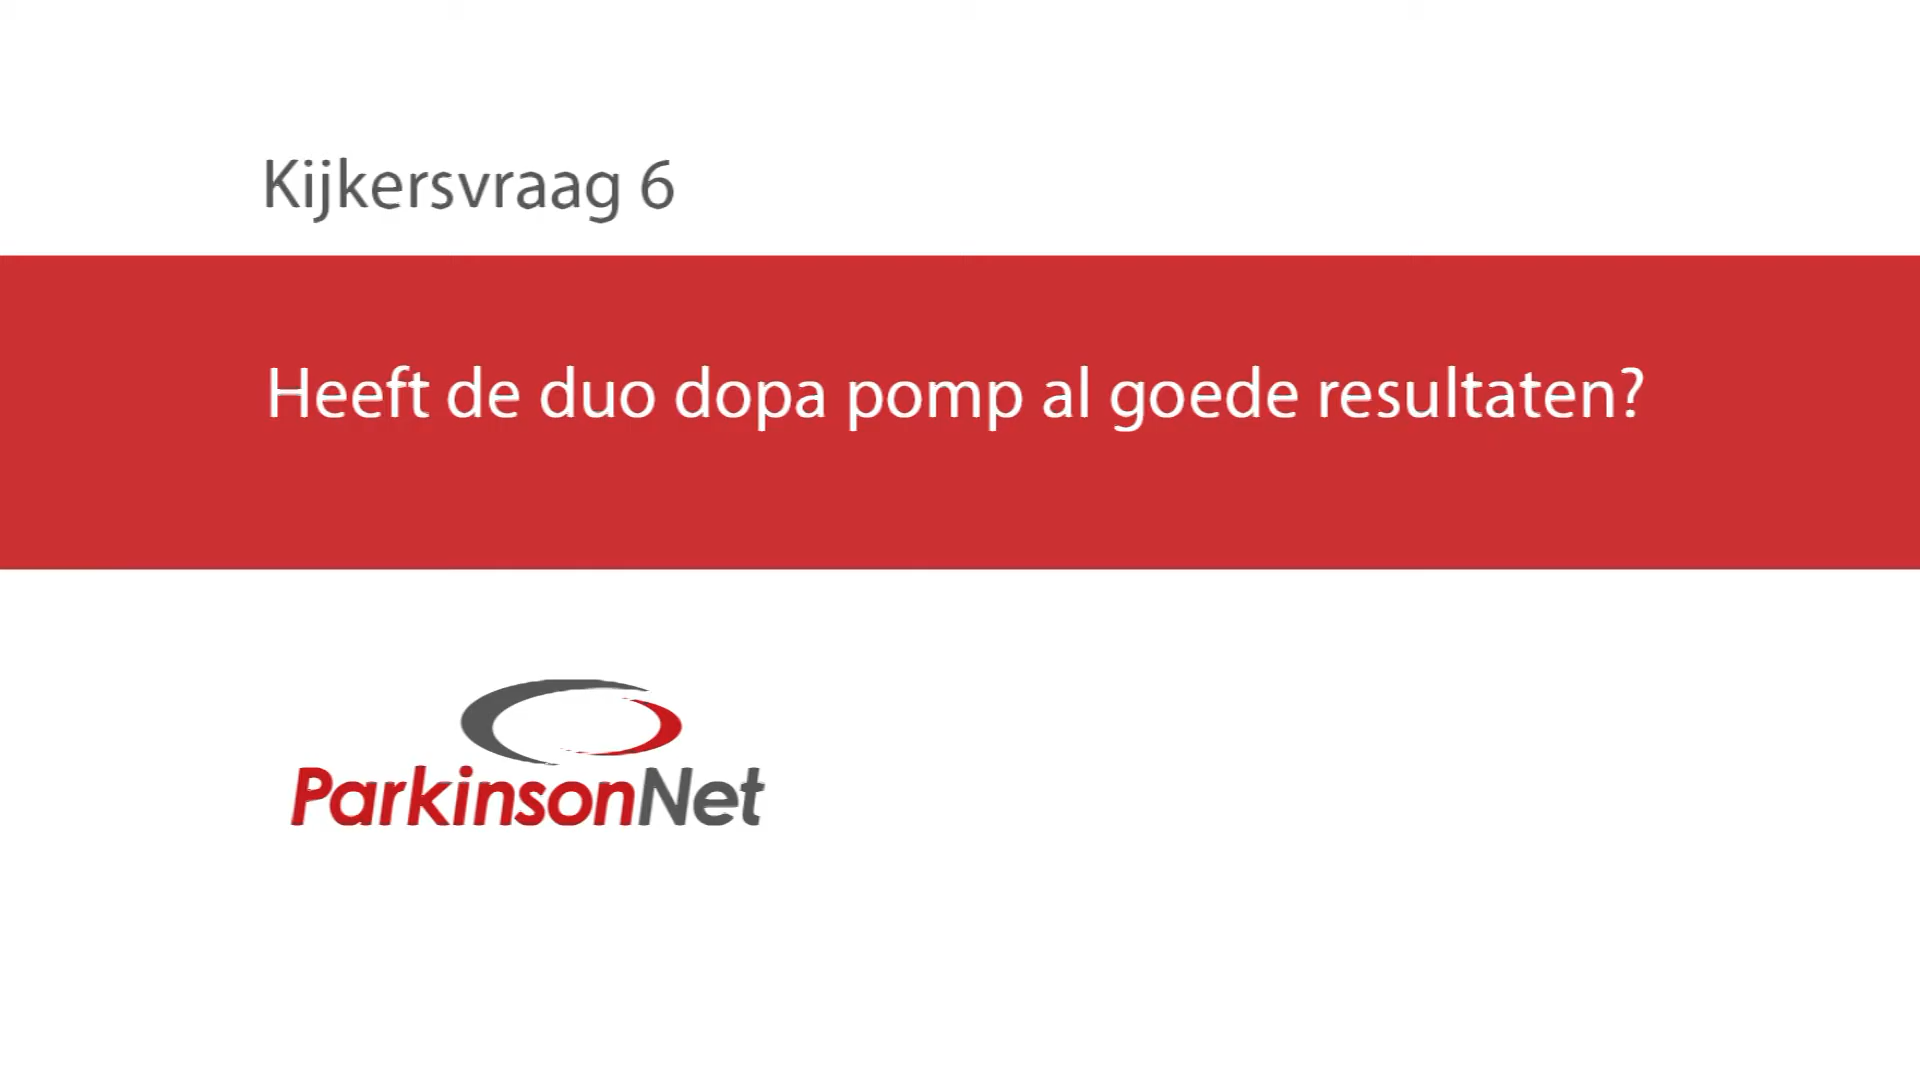 Kijkersvraag 6
Heeft de duo dopa pomp al goede resultaten?
ParkinsonNet